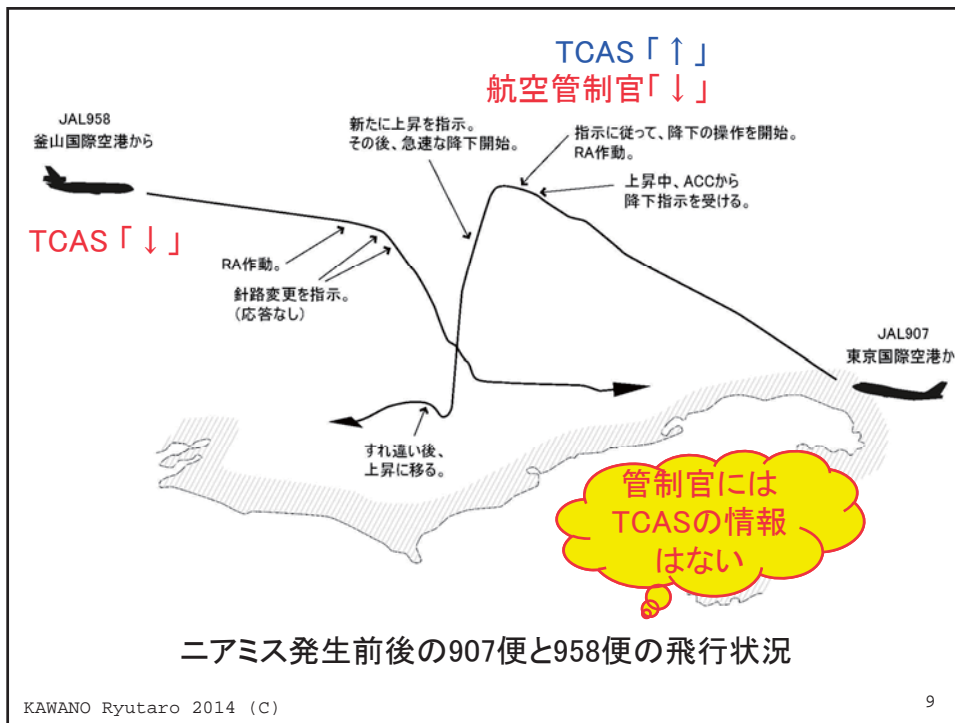 TCAS「↑」
航空管制官「↓」
JAL958
釜山国際空港から
新たに上昇を指示。
その後、急速な降下開始。
指示に従って、降下の操作を開始。
RA作動。
上昇中、ACCから
降下指示を受ける。
TCAS「↓」
RA作動。
針路変更を指示。
(応答なし)
JAL907
東京国際空港か
すれ違い後、
上昇に移る。
管制官には
TCASの情報
はない
ニアミス発生前後の907便と958便の飛行状況
KAWANO Ryutaro 2014 (C)
9